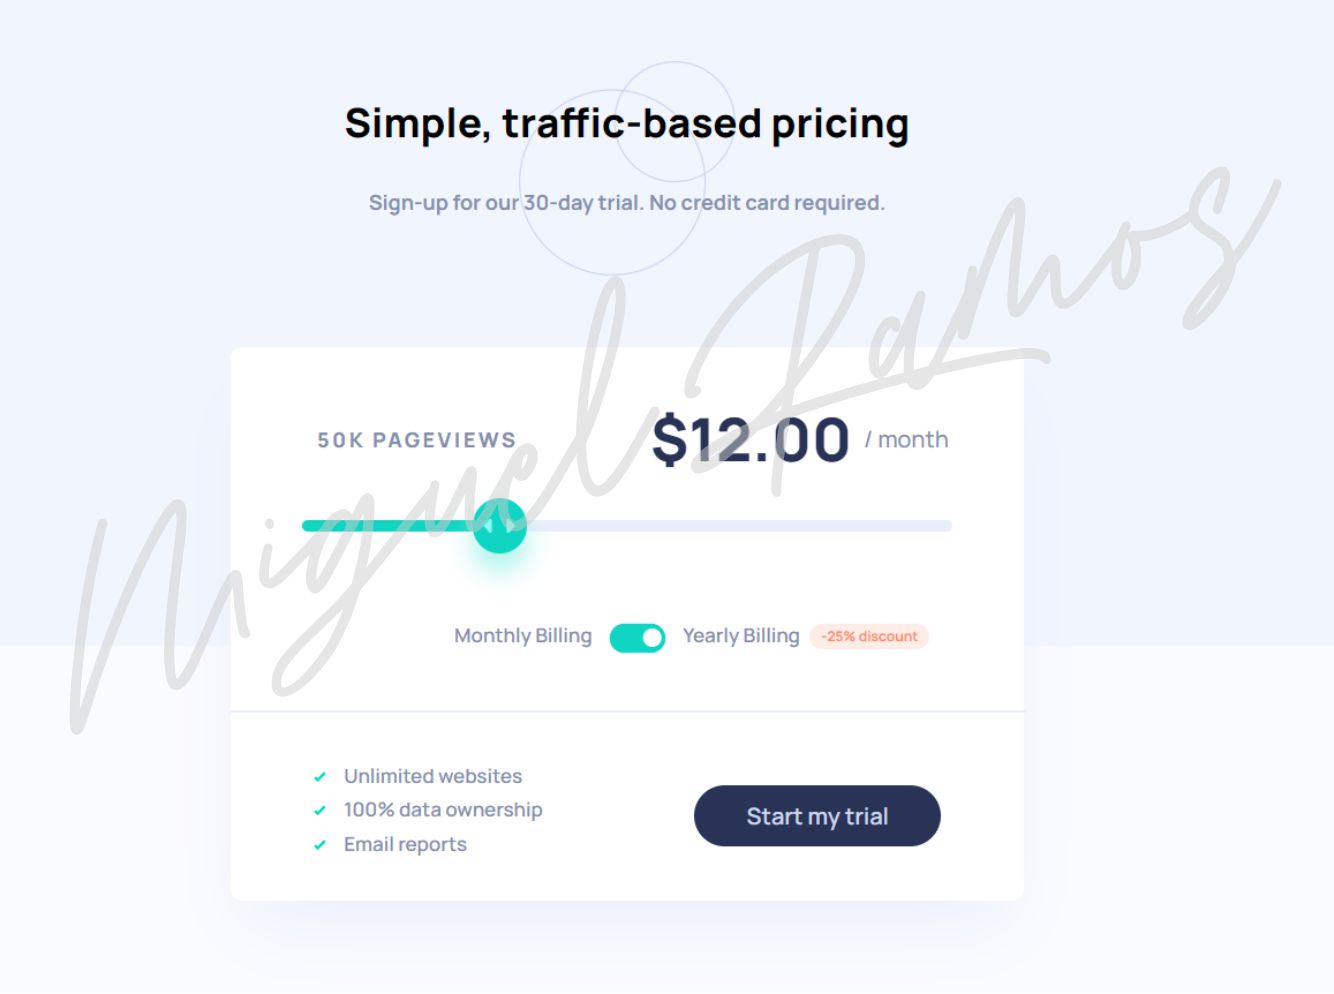 Simple, traffic-based pricing
Sign-up for our 30-day trial. No credit card required.
Miguel Ramos
50K PAGEVIEWS
$12.00 / month
Monthly Billing Yearly Billing -25% discount
Unlimited websites
100% data ownership
Email reports
Start my trial